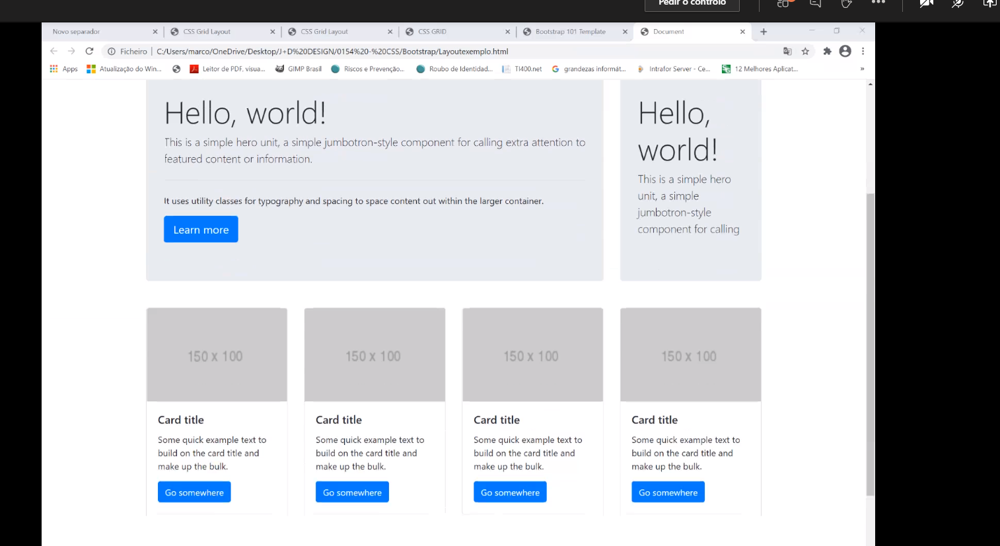 Pedir o controlo
Novo separador
CSS Grid Layout
CSS Grid Layout
CSS GRID
Bootstrap 101 Template
Document
Ficheiro
C:/Users/marco/OneDrive/Desktop/J+D%20DESIGN/0154%20-%20CSS/Bootstrap/Layoutexemplo.html
Apps
Atualização do Win...
Leitor de PDF, visua...
GIMP Brasil
Riscos e Prevenção...
Roubo de Identidad...
TI400.net
grandezas informát...
Intrafor Server - Ce...
12 Melhores Aplicat...
»
Hello, world!
This is a simple hero unit, a simple jumbotron-style component for calling extra attention to
featured content or information.
It uses utility classes for typography and spacing to space content out within the larger container.
Learn more
Hello,
world!
This is a simple hero
unit, a simple
jumbotron-style
component for calling
150 x 100
Card title
Some quick example text to
build on the card title and
make up the bulk.
Go somewhere
150 x 100
Card title
Some quick example text to
build on the card title and
make up the bulk.
Go somewhere
150 x 100
Card title
Some quick example text to
build on the card title and
make up the bulk.
Go somewhere
150 x 100
Card title
Some quick example text to
build on the card title and
make up the bulk.
Go somewhere